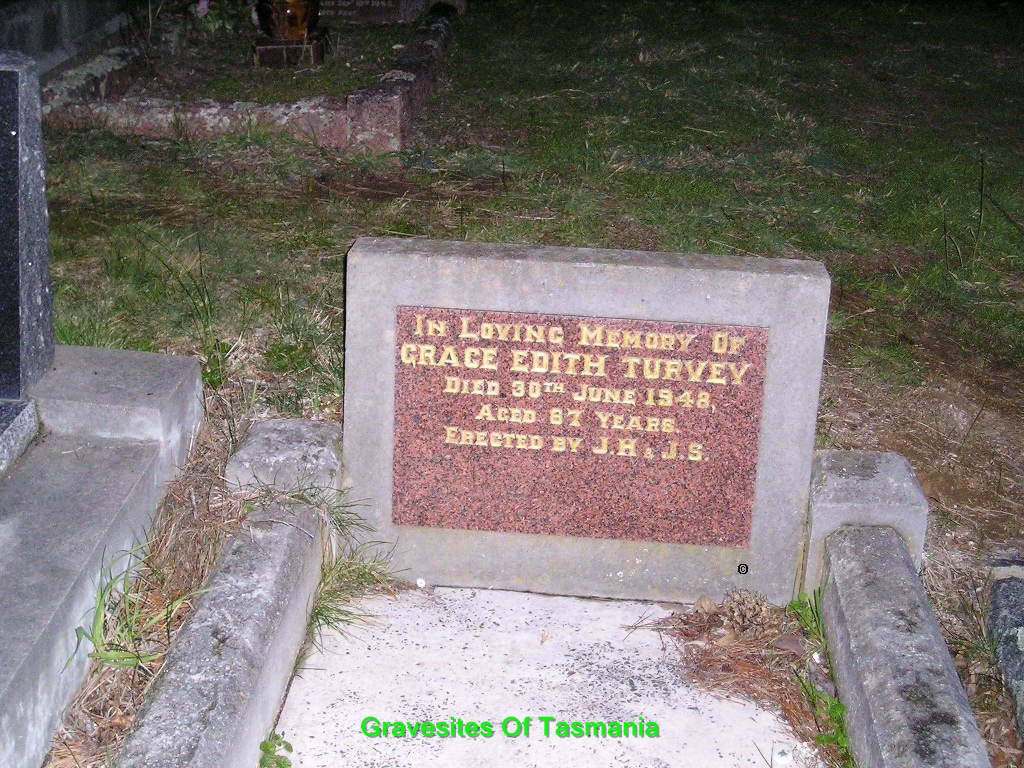 In Loving Memory Of
GRACE EDITH TURVEY
Died 30TH June 1948,
Aged 67 Years.
Erected by J.H & J.S.
©
Gravesites Of Tasmania